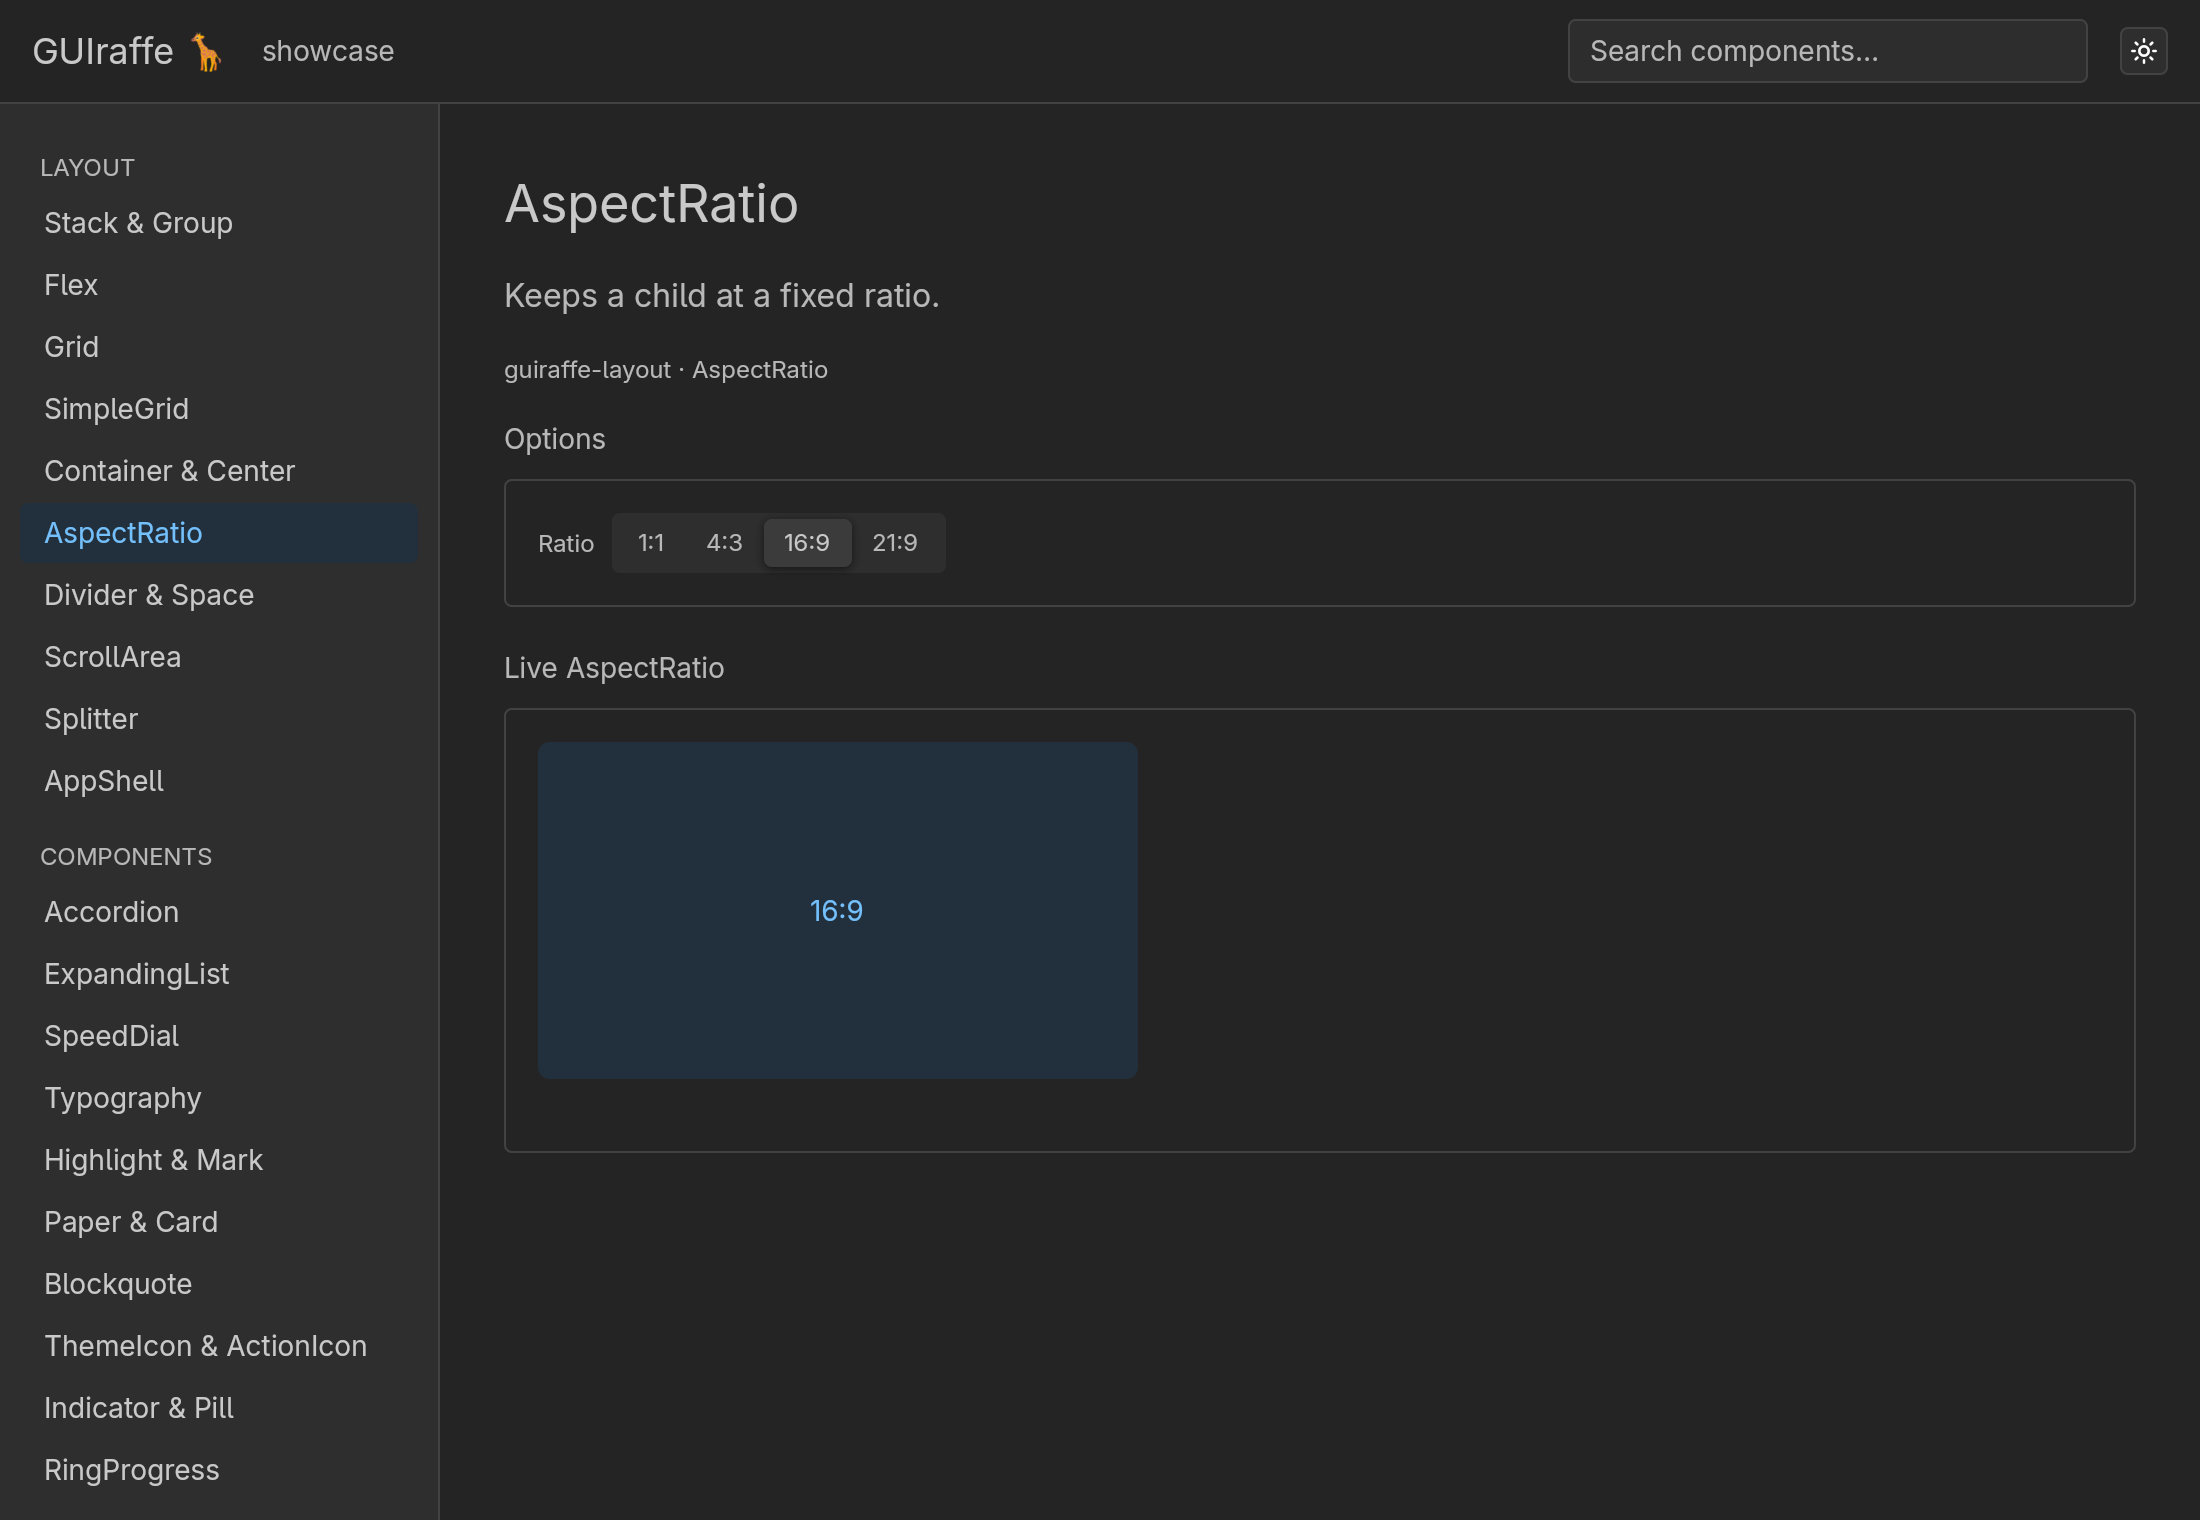 GUIraffe 🦒 showcase
Search components...
LAYOUT
Stack & Group
Flex
Grid
SimpleGrid
Container & Center
AspectRatio
Divider & Space
ScrollArea
Splitter
AppShell
COMPONENTS
Accordion
ExpandingList
SpeedDial
Typography
Highlight & Mark
Paper & Card
Blockquote
ThemeIcon & ActionIcon
Indicator & Pill
RingProgress
AspectRatio
Keeps a child at a fixed ratio.
guiraffe-layout · AspectRatio
Options
Ratio 1:1 4:3 16:9 21:9
Live AspectRatio
16:9